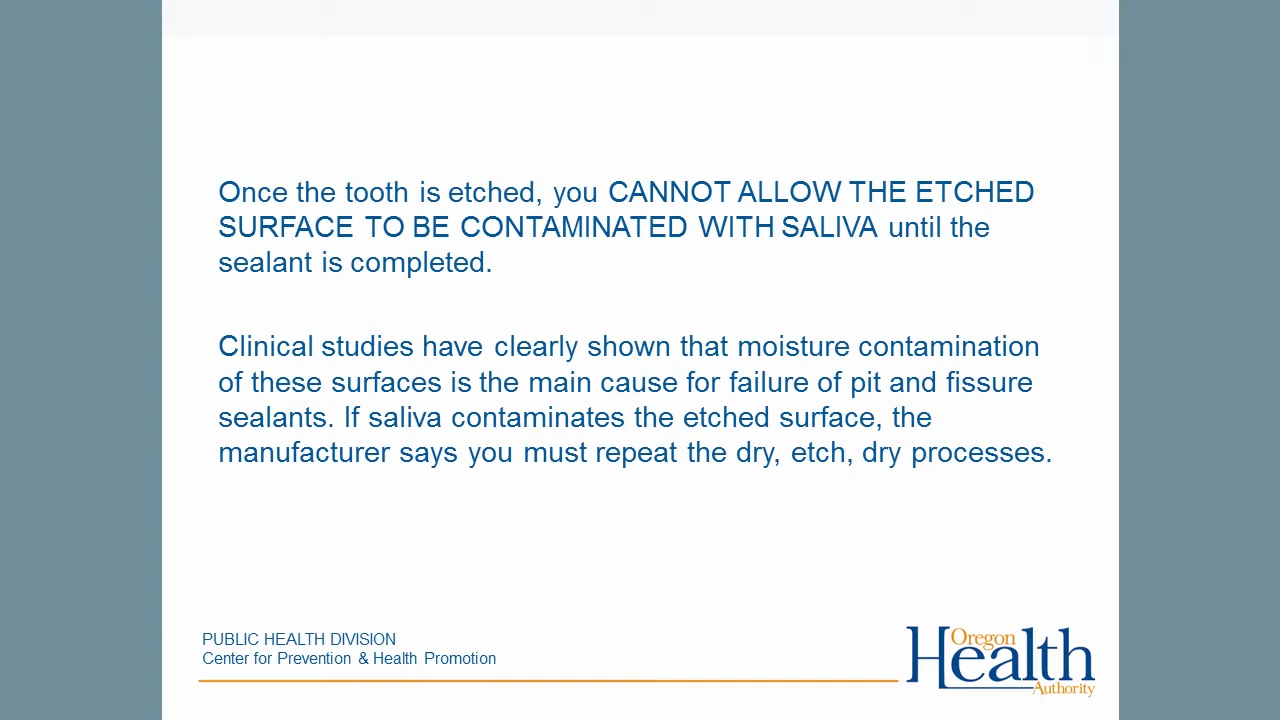 Once the tooth is etched, you CANNOT ALLOW THE ETCHED
SURFACE TO BE CONTAMINATED WITH SALIVA until the
sealant is completed.
Clinical studies have clearly shown that moisture contamination
of these surfaces is the main cause for failure of pit and fissure
sealants. If saliva contaminates the etched surface, the
manufacturer says you must repeat the dry, etch, dry processes.
PUBLIC HEALTH DIVISION
Center for Prevention & Health Promotion
Oregon
Health
Authority